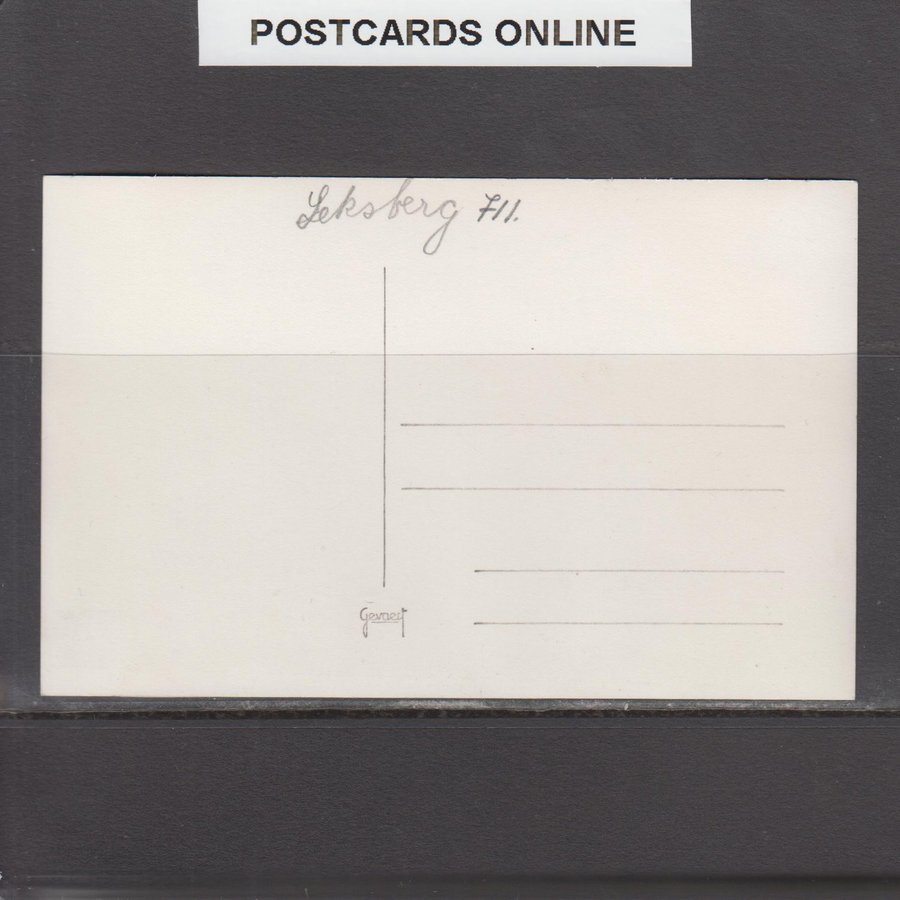 POSTCARDS ONLINE
Leksberg 711.
Gevaert